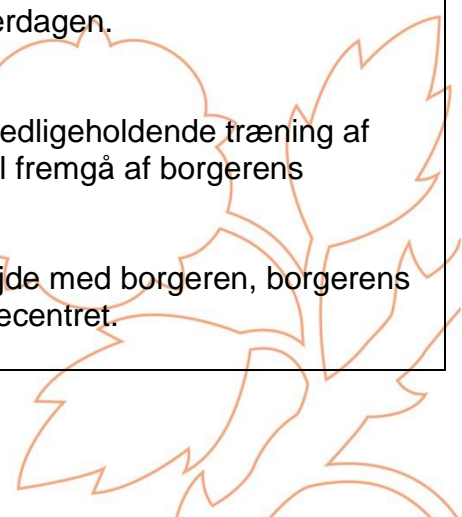 erdagen.
edligeholdende træning af
l fremgå af borgerens
jde med borgeren, borgerens
ecentret.